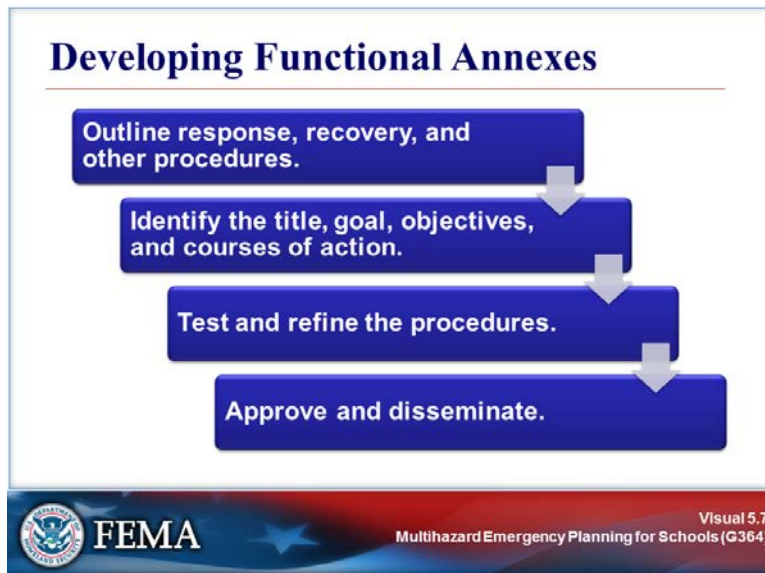 Developing Functional Annexes
Outline response, recovery, and
other procedures.
Identify the title, goal, objectives,
and courses of action.
Test and refine the procedures.
Approve and disseminate.
FEMA
Visual 5.7
Multihazard Emergency Planning for Schools (G364)